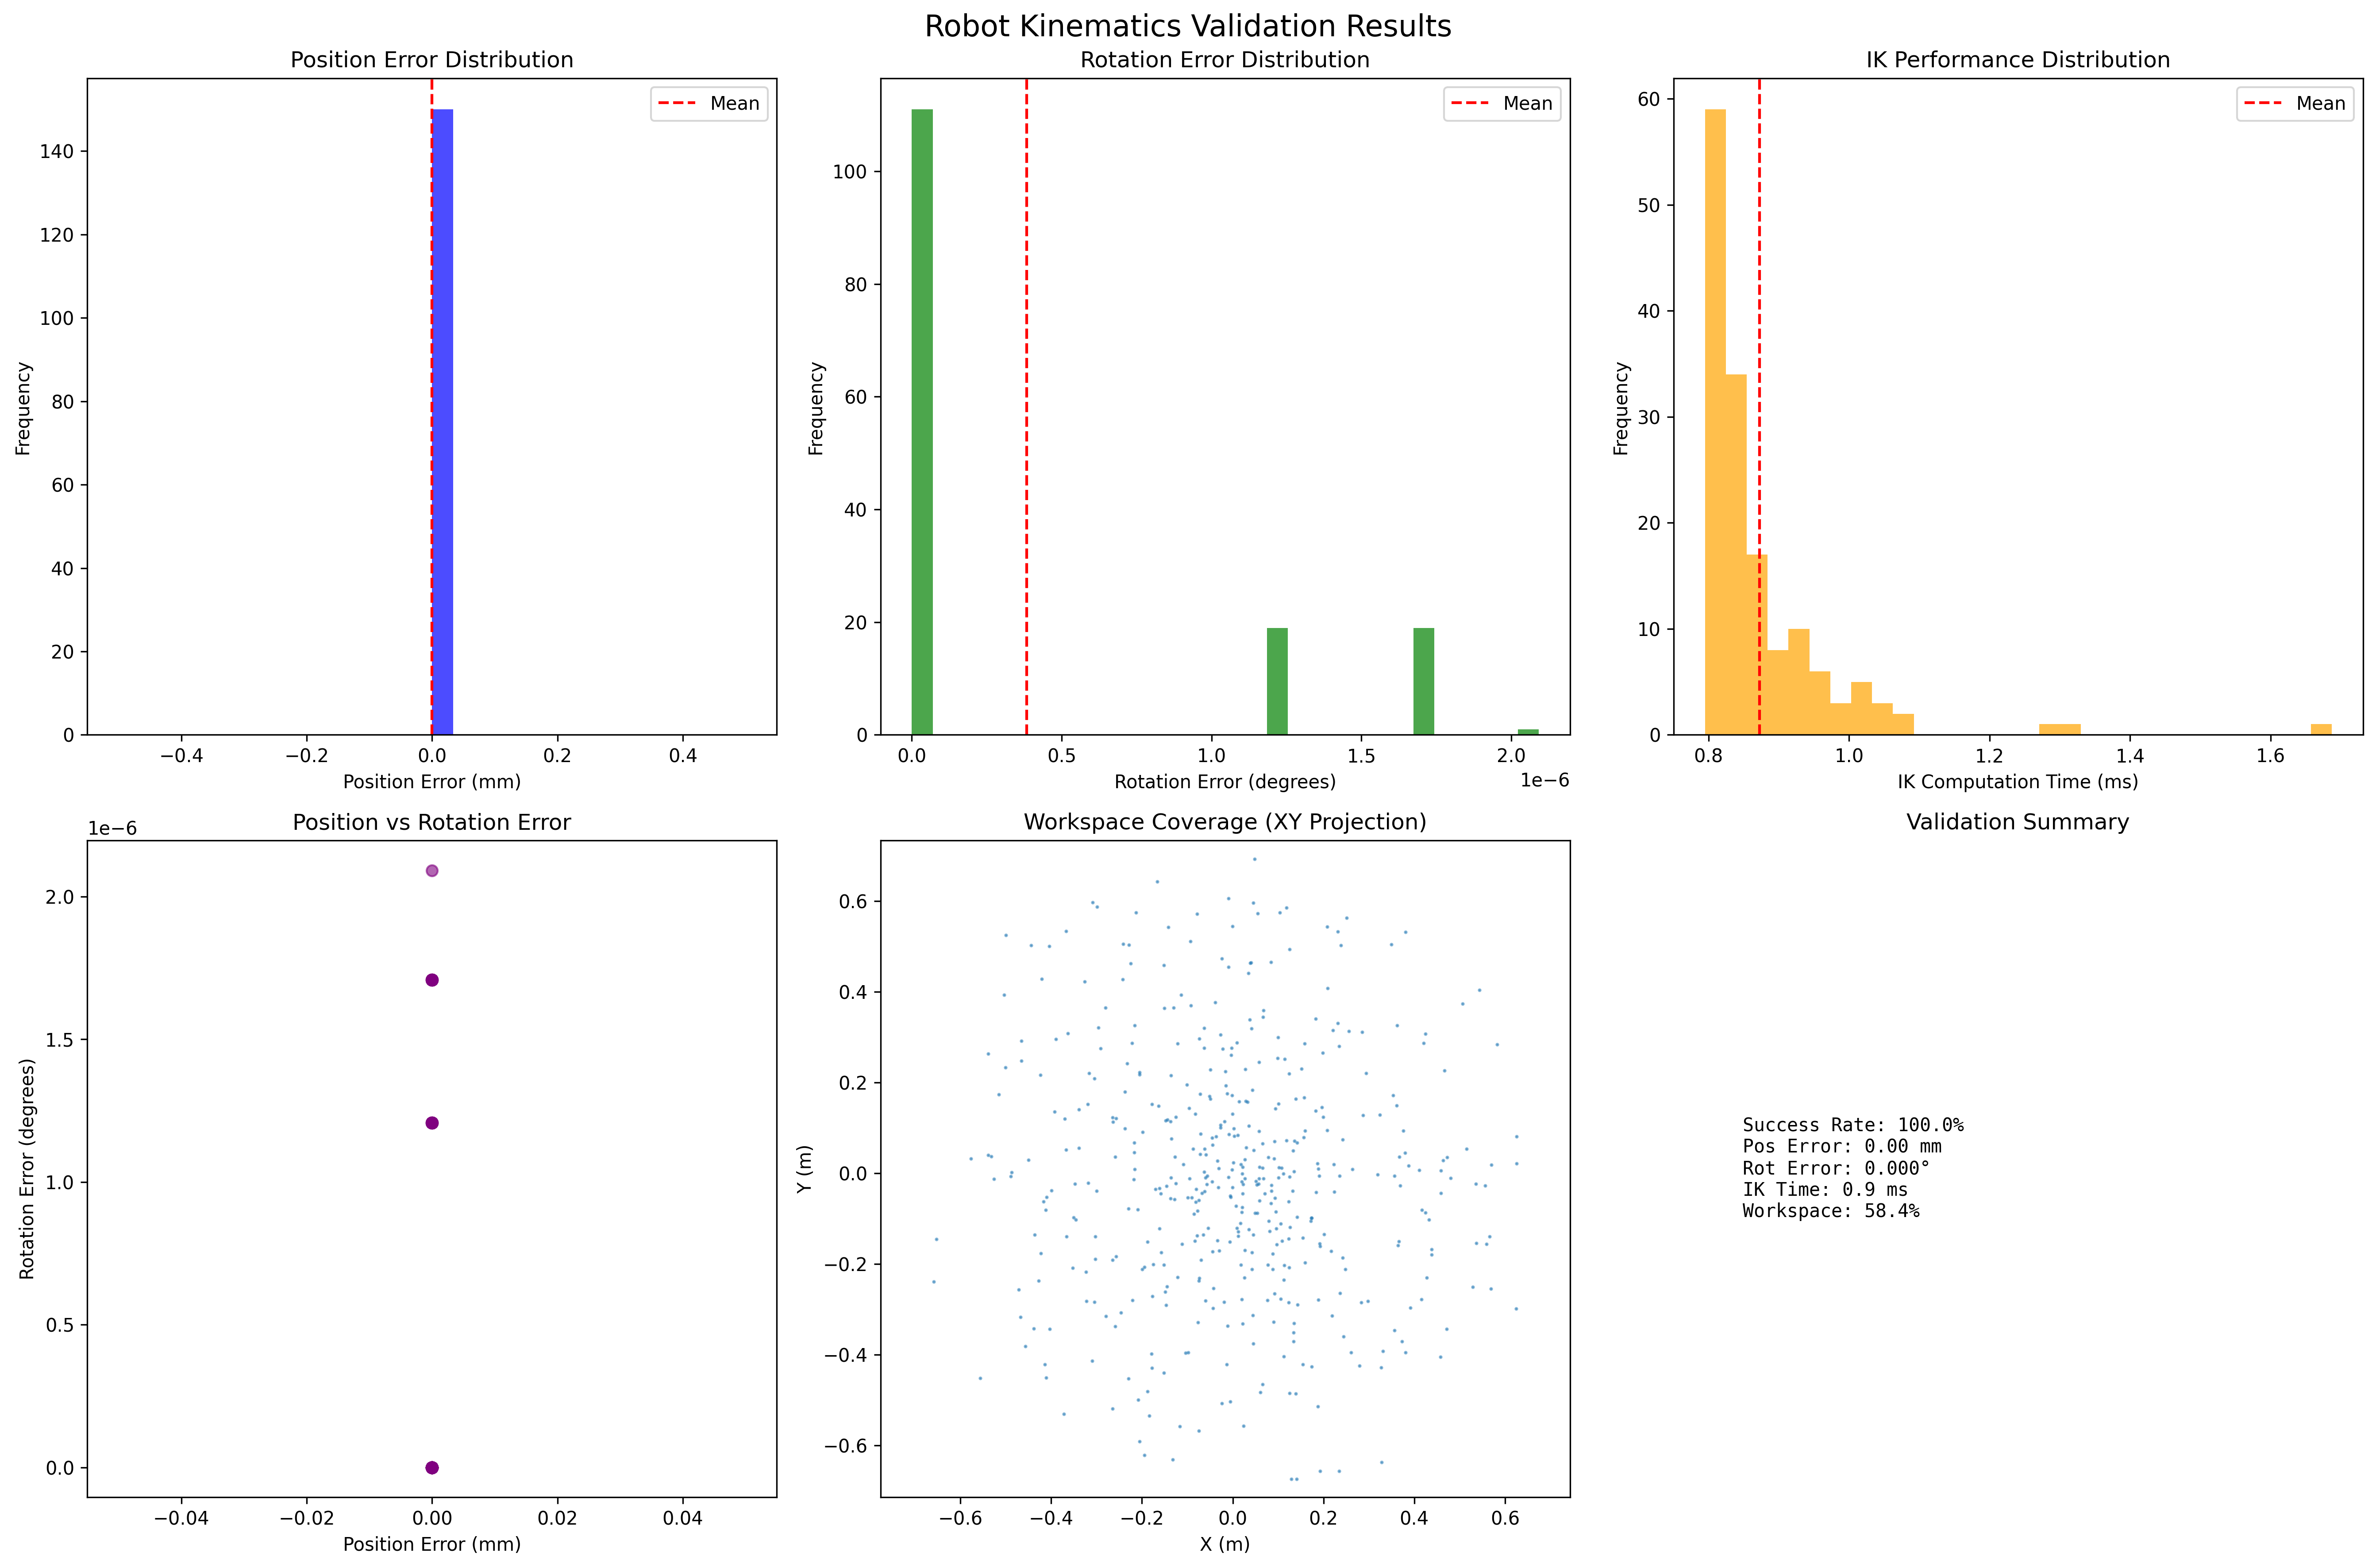 Robot Kinematics Validation Results
Position Error Distribution
Mean
140
120
100
80
60
40
20
0
Frequency
−0.4
−0.2
0.0
0.2
0.4
Position Error (mm)
Rotation Error Distribution
Mean
100
80
60
40
20
0
Frequency
0.0
0.5
1.0
1.5
2.0
1e−6
Rotation Error (degrees)
IK Performance Distribution
Mean
60
50
40
30
20
10
0
Frequency
0.8
1.0
1.2
1.4
1.6
IK Computation Time (ms)
Position vs Rotation Error
1e−6
2.0
1.5
1.0
0.5
0.0
Rotation Error (degrees)
−0.04
−0.02
0.00
0.02
0.04
Position Error (mm)
Workspace Coverage (XY Projection)
0.6
0.4
0.2
0.0
−0.2
−0.4
−0.6
Y (m)
−0.6
−0.4
−0.2
0.0
0.2
0.4
0.6
X (m)
Validation Summary
Success Rate: 100.0%
Pos Error: 0.00 mm
Rot Error: 0.000°
IK Time: 0.9 ms
Workspace: 58.4%